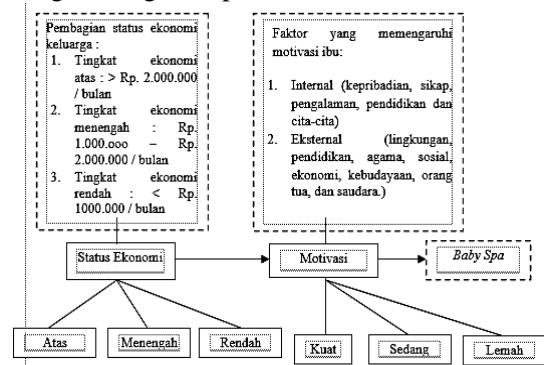 Pembagian status ekonomi
keluarga :
1. Tingkat ekonomi
atas : > Rp. 2.000.000
/ bulan
2. Tingkat ekonomi
menengah : Rp.
1.000.ooo – Rp.
2.000.000 / bulan
3. Tingkat ekonomi
rendah : < Rp.
1000.000 / bulan
Faktor yang memengaruhi
motivasi ibu:
1. Internal (kepribadian, sikap,
pengalaman, pendidikan dan
cita-cita)
2. Eksternal (lingkungan,
pendidikan, agama, sosial,
ekonomi, kebudayaan, orang
tua, dan saudara.)
Status Ekonomi
Motivasi
Baby Spa
Atas
Menengah
Rendah
Kuat
Sedang
Lemah